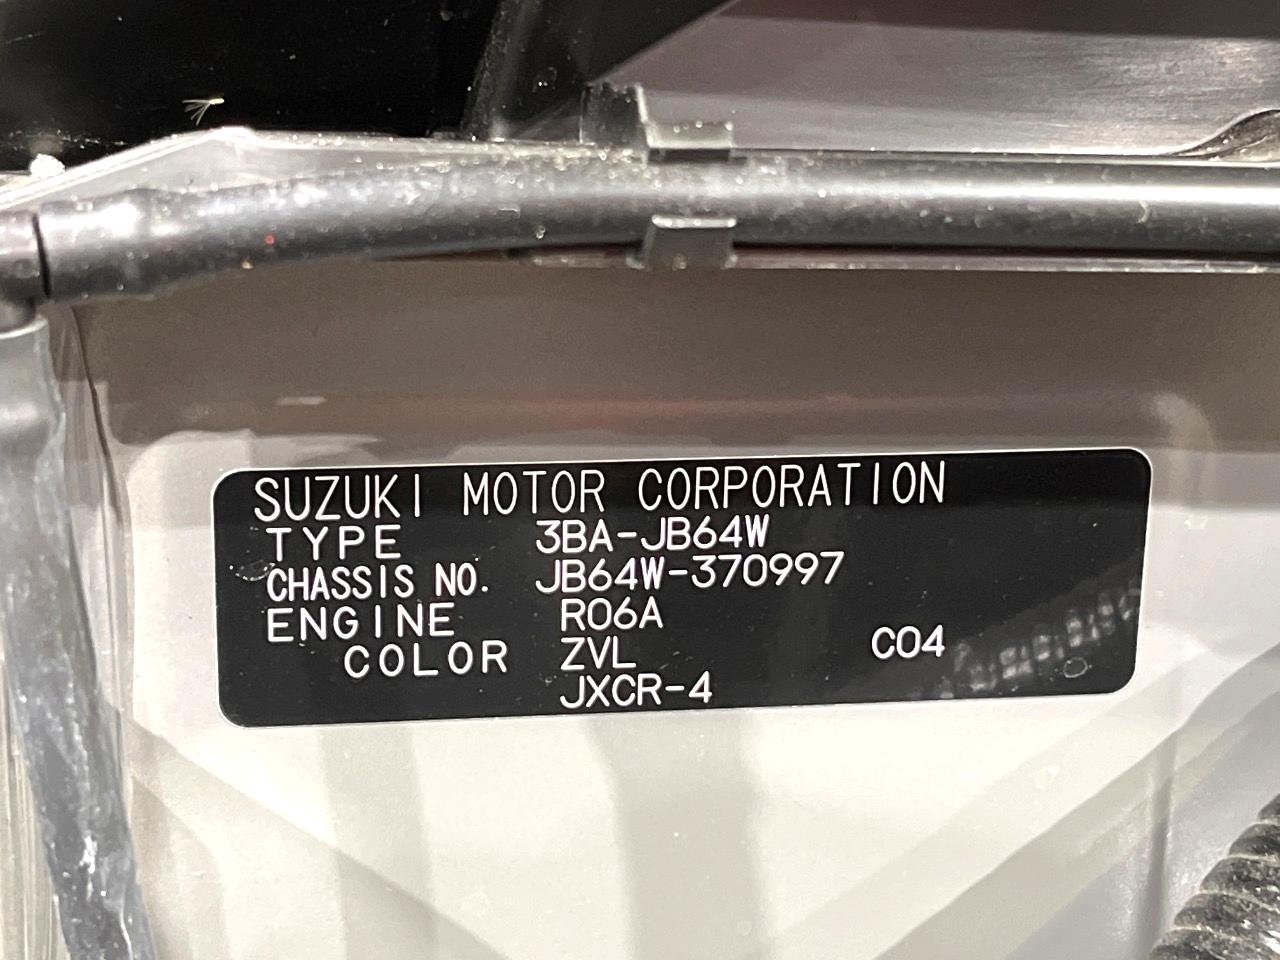 SUZUKI MOTOR CORPORATION
TYPE 3BA-JB64W
CHASSIS NO. JB64W-370997
ENGINE R06A
COLOR ZVL C04
JXCR-4